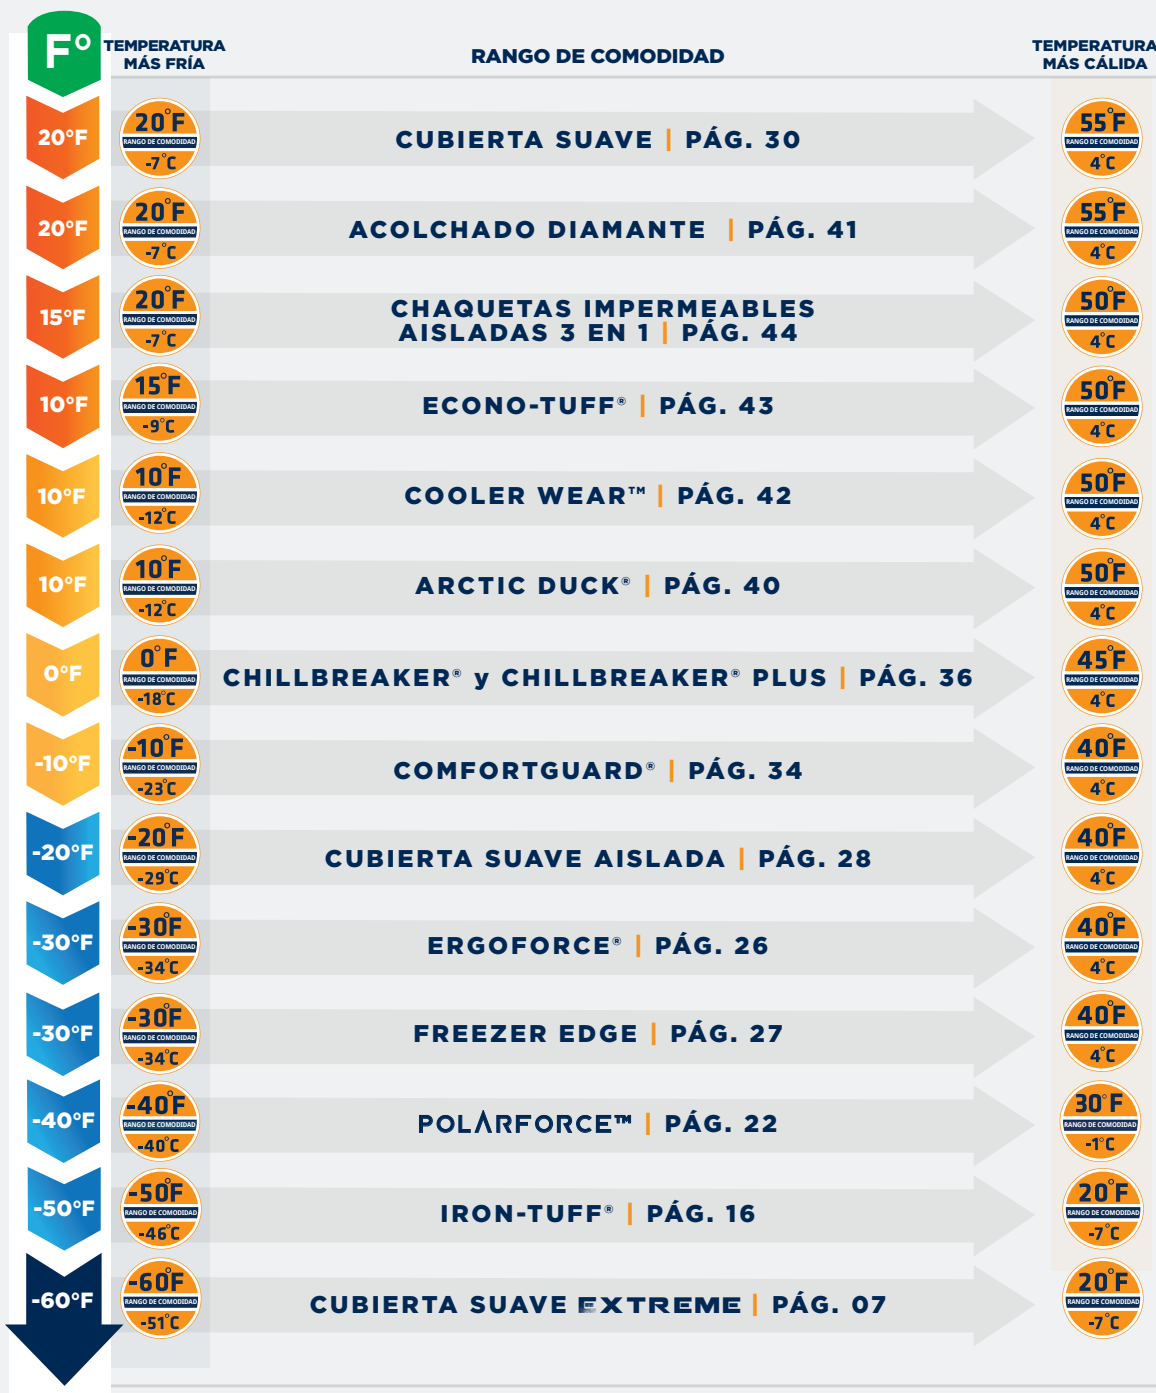 F°
TEMPERATURA
MÁS FRÍA
RANGO DE COMODIDAD
TEMPERATURA
MÁS CÁLIDA
20°F
20°F
RANGO DE COMODIDAD
-7°C
CUBIERTA SUAVE | PÁG. 30
55°F
RANGO DE COMODIDAD
4°C
20°F
20°F
RANGO DE COMODIDAD
-7°C
ACOLCHADO DIAMANTE | PÁG. 41
55°F
RANGO DE COMODIDAD
4°C
15°F
20°F
RANGO DE COMODIDAD
-7°C
CHAQUETAS IMPERMEABLES
AISLADAS 3 EN 1 | PÁG. 44
50°F
RANGO DE COMODIDAD
4°C
10°F
15°F
RANGO DE COMODIDAD
-9°C
ECONO-TUFF® | PÁG. 43
50°F
RANGO DE COMODIDAD
4°C
10°F
10°F
RANGO DE COMODIDAD
-12°C
COOLER WEAR™ | PÁG. 42
50°F
RANGO DE COMODIDAD
4°C
10°F
10°F
RANGO DE COMODIDAD
-12°C
ARCTIC DUCK® | PÁG. 40
50°F
RANGO DE COMODIDAD
4°C
0°F
0°F
RANGO DE COMODIDAD
-18°C
CHILLBREAKER® y CHILLBREAKER® PLUS | PÁG. 36
45°F
RANGO DE COMODIDAD
4°C
-10°F
-10°F
RANGO DE COMODIDAD
-23°C
COMFORTGUARD® | PÁG. 34
40°F
RANGO DE COMODIDAD
4°C
-20°F
-20°F
RANGO DE COMODIDAD
-29°C
CUBIERTA SUAVE AISLADA | PÁG. 28
40°F
RANGO DE COMODIDAD
4°C
-30°F
-30°F
RANGO DE COMODIDAD
-34°C
ERGOFORCE® | PÁG. 26
40°F
RANGO DE COMODIDAD
4°C
-30°F
-30°F
RANGO DE COMODIDAD
-34°C
FREEZER EDGE | PÁG. 27
40°F
RANGO DE COMODIDAD
4°C
-40°F
-40°F
RANGO DE COMODIDAD
-40°C
POLARFORCE™ | PÁG. 22
30°F
RANGO DE COMODIDAD
-1°C
-50°F
-50°F
RANGO DE COMODIDAD
-46°C
IRON-TUFF® | PÁG. 16
20°F
RANGO DE COMODIDAD
-7°C
-60°F
-60°F
RANGO DE COMODIDAD
-51°C
CUBIERTA SUAVE EXTREME | PÁG. 07
20°F
RANGO DE COMODIDAD
-7°C